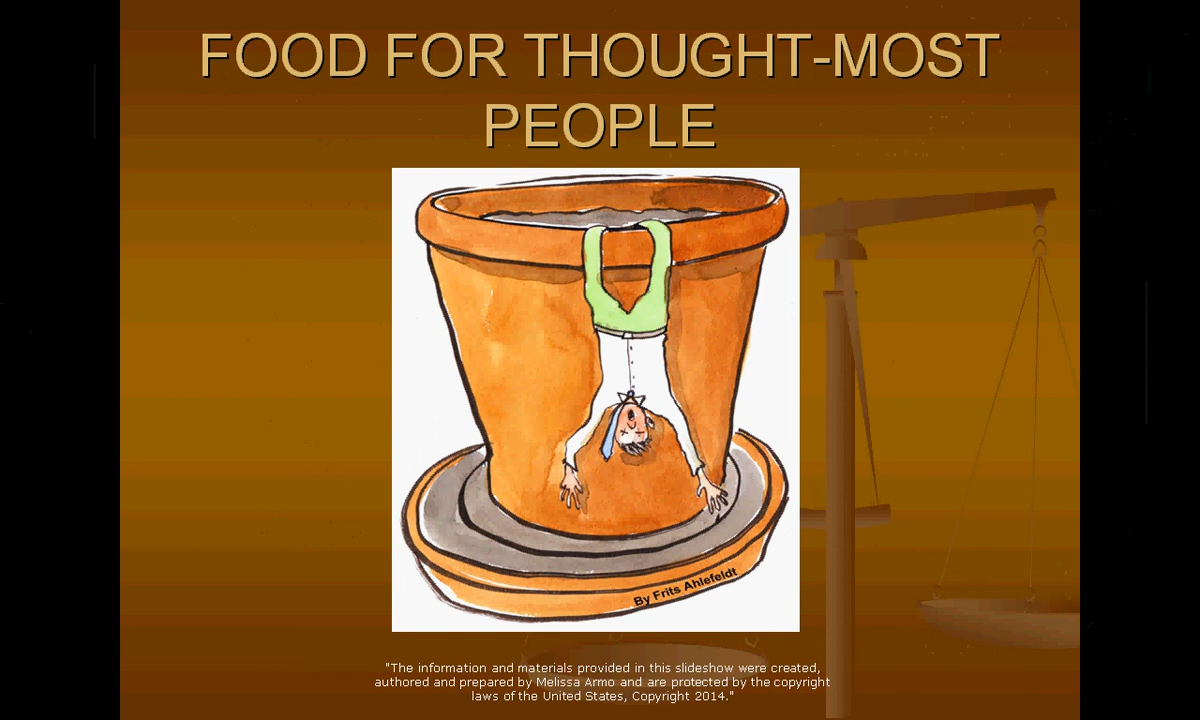 FOOD FOR THOUGHT-MOST
PEOPLE
By Frits Ahlefeldt
"The information and materials provided in this slideshow were created,
authored and prepared by Melissa Armo and are protected by the copyright
laws of the United States, Copyright 2014."